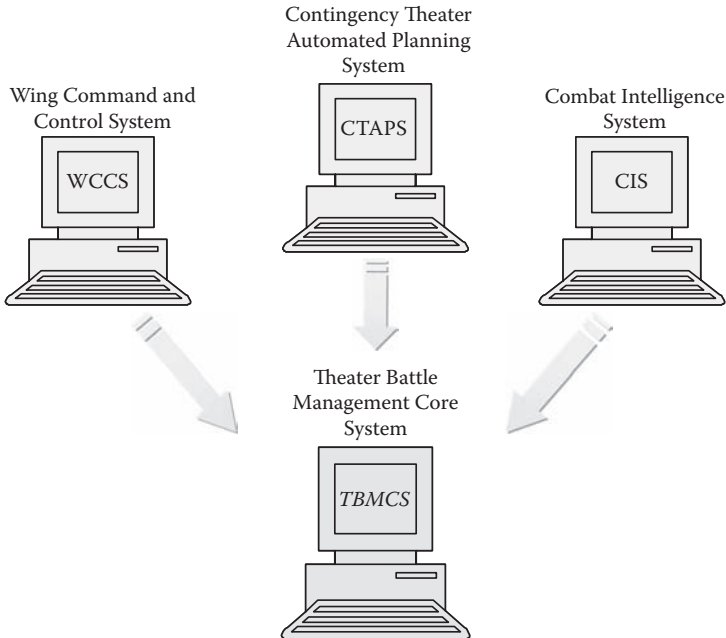 Contingency Theater
Automated Planning
System
CTAPS
Wing Command and
Control System
WCCS
Combat Intelligence
System
CIS
Theater Battle
Management Core
System
TBMCS